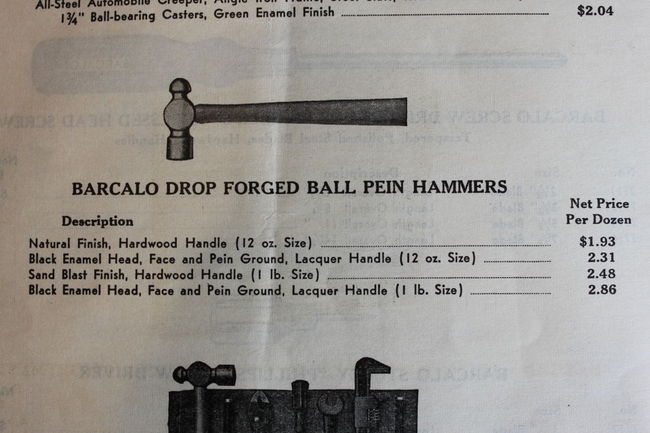 All-Steel Automobile Creeper, Angle Iron Frame,
1¾" Ball-bearing Casters, Green Enamel Finish $2.04
BARCALO DROP FORGED BALL PEIN HAMMERS
Net Price
Description Per Dozen
Natural Finish, Hardwood Handle (12 oz. Size) $1.93
Black Enamel Head, Face and Pein Ground, Lacquer Handle (12 oz. Size) 2.31
Sand Blast Finish, Hardwood Handle (1 lb. Size) 2.48
Black Enamel Head, Face and Pein Ground, Lacquer Handle (1 lb. Size) 2.86